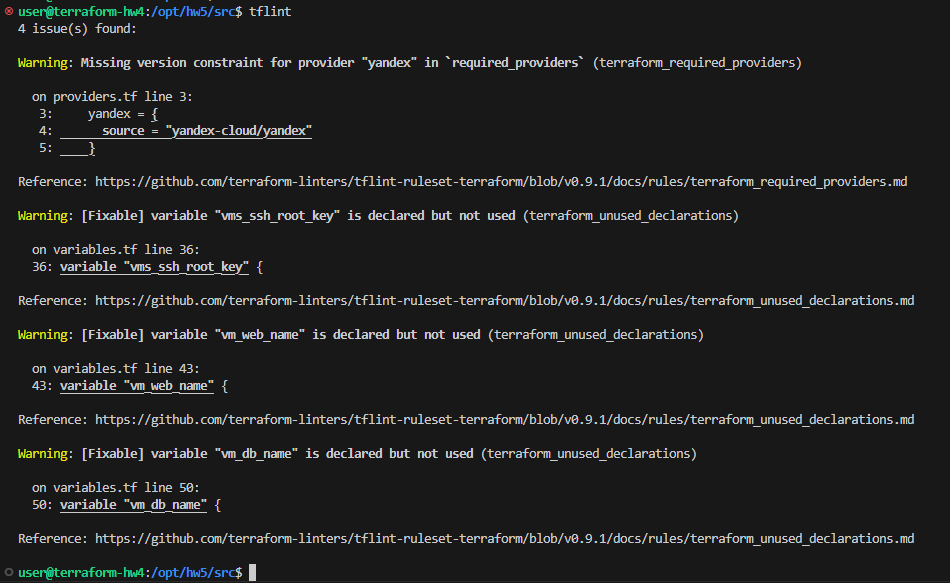 user@terraform-hw4:/opt/hw5/src$ tflint
4 issue(s) found:
Warning: Missing version constraint for provider "yandex" in `required_providers` (terraform_required_providers)
on providers.tf line 3:
3:     yandex = {
4:       source = "yandex-cloud/yandex"
5:     }
Reference: https://github.com/terraform-linters/tflint-ruleset-terraform/blob/v0.9.1/docs/rules/terraform_required_providers.md
Warning: [Fixable] variable "vms_ssh_root_key" is declared but not used (terraform_unused_declarations)
on variables.tf line 36:
36: variable "vms_ssh_root_key" {
Reference: https://github.com/terraform-linters/tflint-ruleset-terraform/blob/v0.9.1/docs/rules/terraform_unused_declarations.md
Warning: [Fixable] variable "vm_web_name" is declared but not used (terraform_unused_declarations)
on variables.tf line 43:
43: variable "vm_web_name" {
Reference: https://github.com/terraform-linters/tflint-ruleset-terraform/blob/v0.9.1/docs/rules/terraform_unused_declarations.md
Warning: [Fixable] variable "vm_db_name" is declared but not used (terraform_unused_declarations)
on variables.tf line 50:
50: variable "vm_db_name" {
Reference: https://github.com/terraform-linters/tflint-ruleset-terraform/blob/v0.9.1/docs/rules/terraform_unused_declarations.md
user@terraform-hw4:/opt/hw5/src$